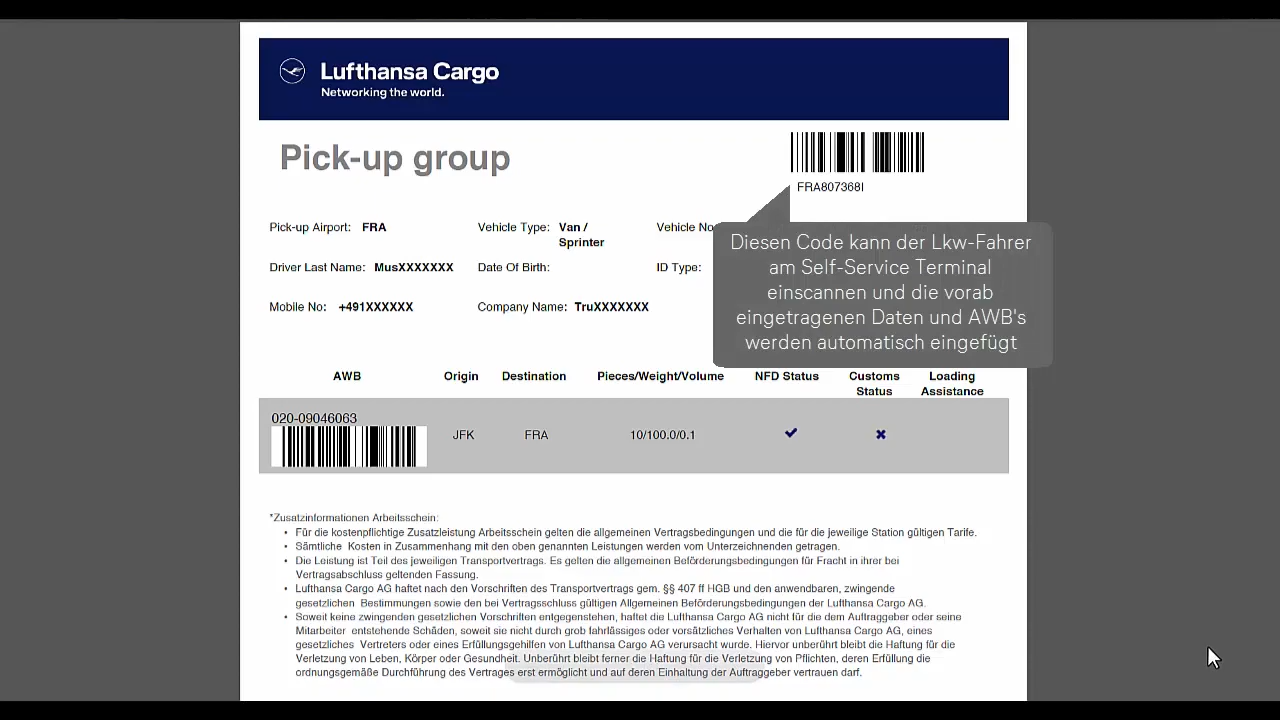 Lufthansa Cargo
Networking the world.
Pick-up group
FRA807368I
Pick-up Airport: FRA
Vehicle Type: Van / Sprinter
Vehicle No
Driver Last Name: MusXXXXXXX
Date Of Birth:
ID Type:
Mobile No: +491XXXXXX
Company Name: TruXXXXXXX
Diesen Code kann der Lkw-Fahrer
am Self-Service Terminal
einscannen und die vorab
eingetragenen Daten und AWB's
werden automatisch eingefügt
AWB Origin Destination Pieces/Weight/Volume NFD Status Customs Status Loading Assistance
020-09046063
JFK FRA 10/100.0/0.1
*Zusatzinformationen Arbeitsschein:
• Für die kostenpflichtige Zusatzleistung Arbeitsschein gelten die allgemeinen Vertragsbedingungen und die für die jeweilige Station gültigen Tarife.
• Sämtliche Kosten in Zusammenhang mit den oben genannten Leistungen werden vom Unterzeichnenden getragen.
• Die Leistung ist Teil des jeweiligen Transportvertrags. Es gelten die allgemeinen Beförderungsbedingungen für Fracht in ihrer bei
Vertragsabschluss geltenden Fassung.
• Lufthansa Cargo AG haftet nach den Vorschriften des Transportvertrags gem. §§ 407 ff HGB und den anwendbaren, zwingende
gesetzlichen Bestimmungen sowie den bei Vertragsschluss gültigen Allgemeinen Beförderungsbedingungen der Lufthansa Cargo AG.
• Soweit keine zwingenden gesetzlichen Vorschriften entgegenstehen, haftet die Lufthansa Cargo AG nicht für die dem Auftraggeber oder seine
Mitarbeiter entstehende Schäden, soweit sie nicht durch grob fahrlässiges oder vorsätzliches Verhalten von Lufthansa Cargo AG, eines
gesetzliches Vertreters oder eines Erfüllungsgehilfen von Lufthansa Cargo AG verursacht wurde. Hiervor unberührt bleibt die Haftung für die
Verletzung von Leben, Körper oder Gesundheit. Unberührt bleibt ferner die Haftung für die Verletzung von Pflichten, deren Erfüllung die
ordnungsgemäße Durchführung des Vertrages erst ermöglicht und auf deren Einhaltung der Auftraggeber vertrauen darf.